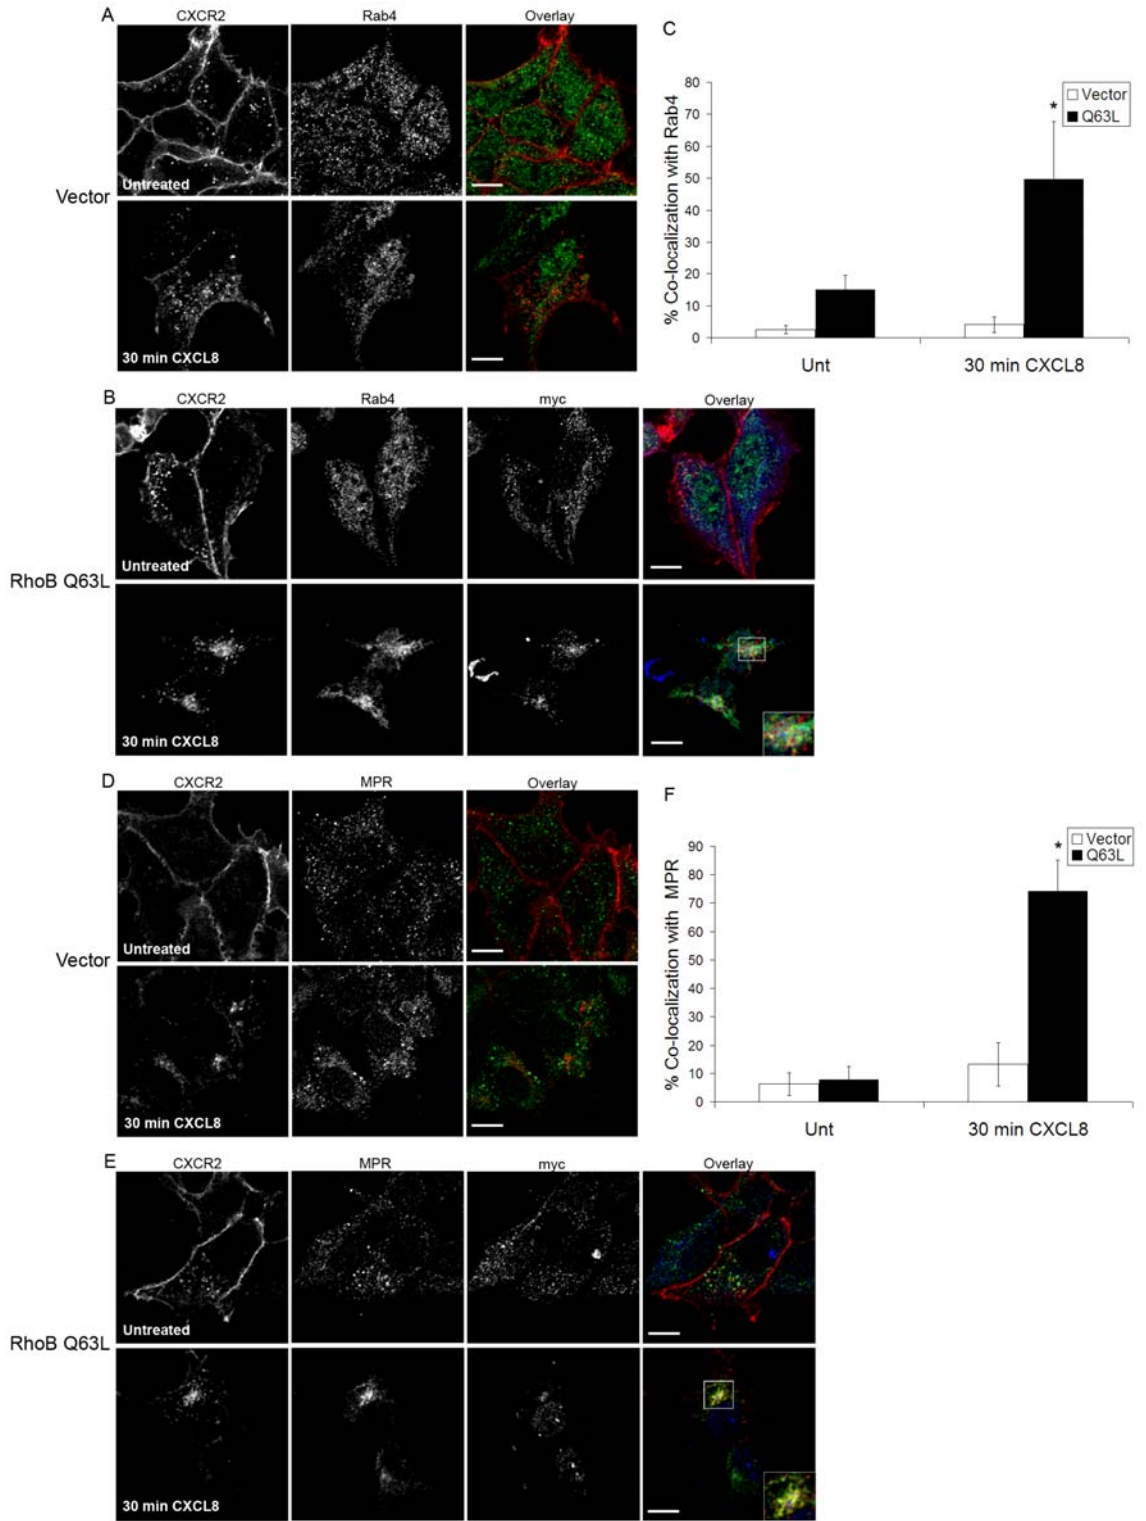 A
CXCR2 Rab4 Overlay
Untreated
Vector
30 min CXCL8
C
% Co-localization with Rab4
80
70
60
50
40
30
20
10
0
*
Vector
Q63L
Unt 30 min CXCL8
B
CXCR2 Rab4 myc Overlay
Untreated
RhoB Q63L
30 min CXCL8
D
CXCR2 MPR Overlay
Untreated
Vector
30 min CXCL8
F
% Co-localization with MPR
90
80
70
60
50
40
30
20
10
0
*
Vector
Q63L
Unt 30 min CXCL8
E
CXCR2 MPR myc Overlay
Untreated
RhoB Q63L
30 min CXCL8